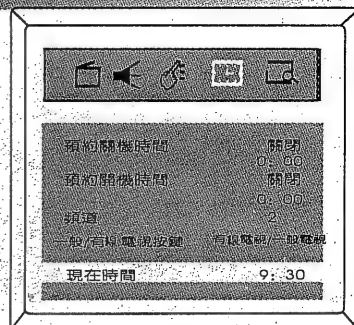 預約關機時間 關閉
0: 00
預約開機時間 關閉
0: 00
頻道 2
一般/有線電視按鍵 有線電視/一般電視
現在時間 9: 30